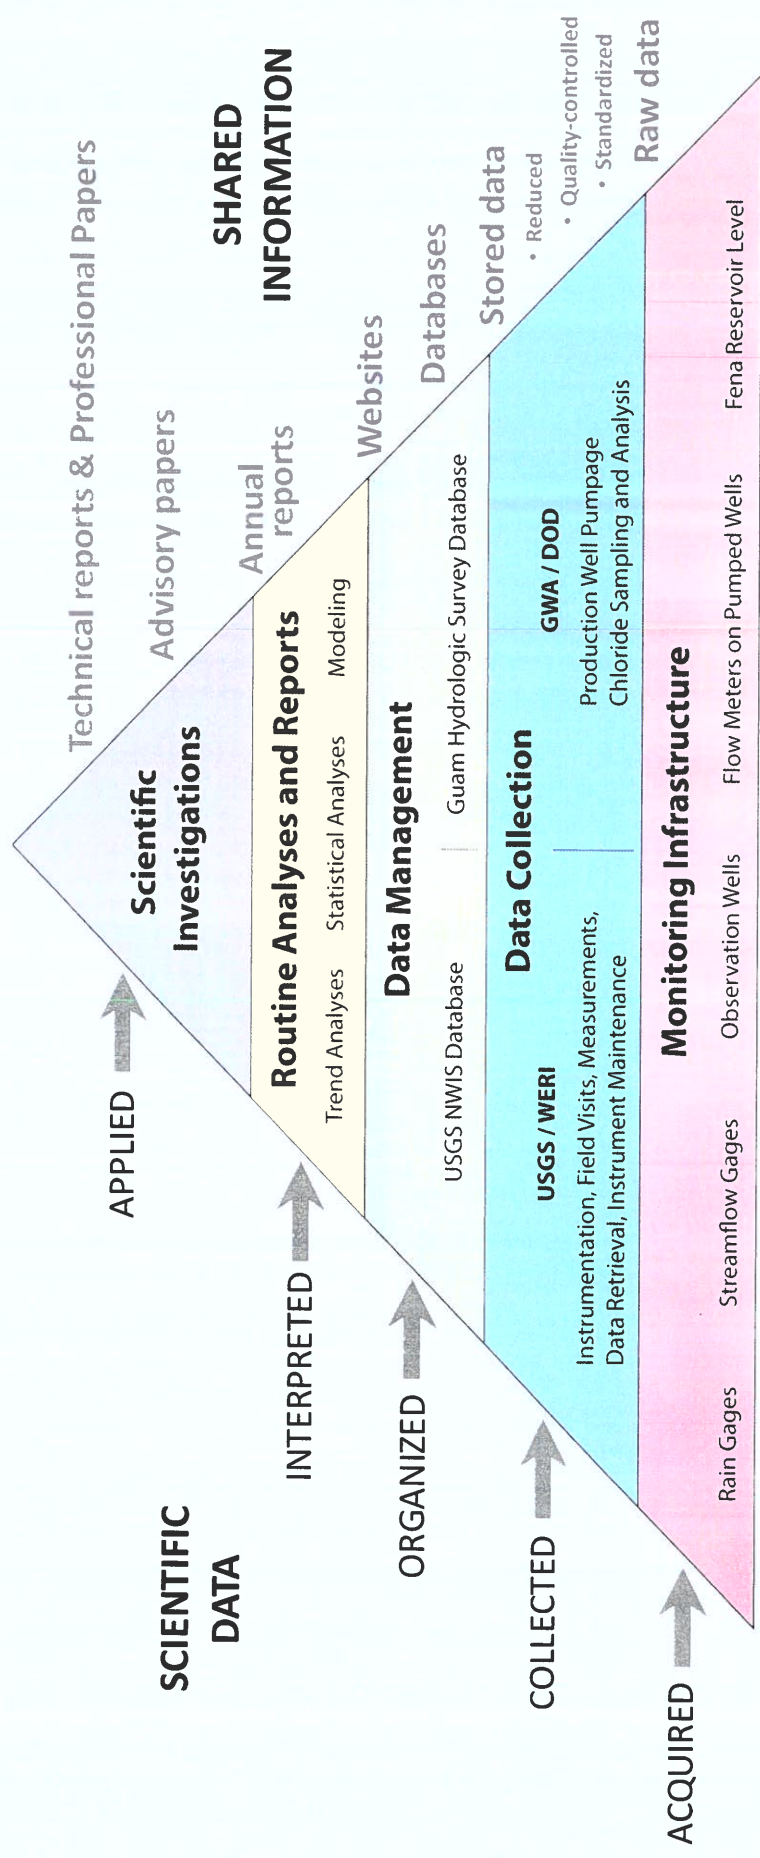 Technical reports & Professional Papers
SCIENTIFIC
DATA
SHARED
INFORMATION
APPLIED
Scientific
Investigations
Advisory papers
Annual
reports
INTERPRETED
Routine Analyses and Reports
Trend Analyses
Statistical Analyses
Modeling
Websites
ORGANIZED
Data Management
USGS NWIS Database
Guam Hydrologic Survey Database
Databases
Stored data
• Reduced
• Quality-controlled
• Standardized
COLLECTED
Data Collection
USGS / WERI
Instrumentation, Field Visits, Measurements,
Data Retrieval, Instrument Maintenance
GWA / DOD
Production Well Pumpage
Chloride Sampling and Analysis
Raw data
ACQUIRED
Monitoring Infrastructure
Rain Gages
Streamflow Gages
Observation Wells
Flow Meters on Pumped Wells
Fena Reservoir Level